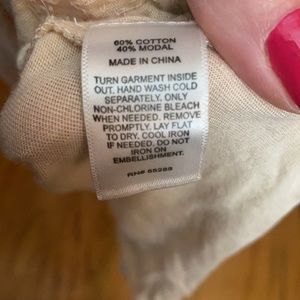 60% COTTON
40% MODAL
MADE IN CHINA
TURN GARMENT INSIDE
OUT. HAND WASH COLD
SEPARATELY. ONLY
NON-CHLORINE BLEACH
WHEN NEEDED. REMOVE
PROMPTLY. LAY FLAT
TO DRY. COOL IRON
IF NEEDED. DO NOT
IRON ON
EMBELLISHMENT.
RN#